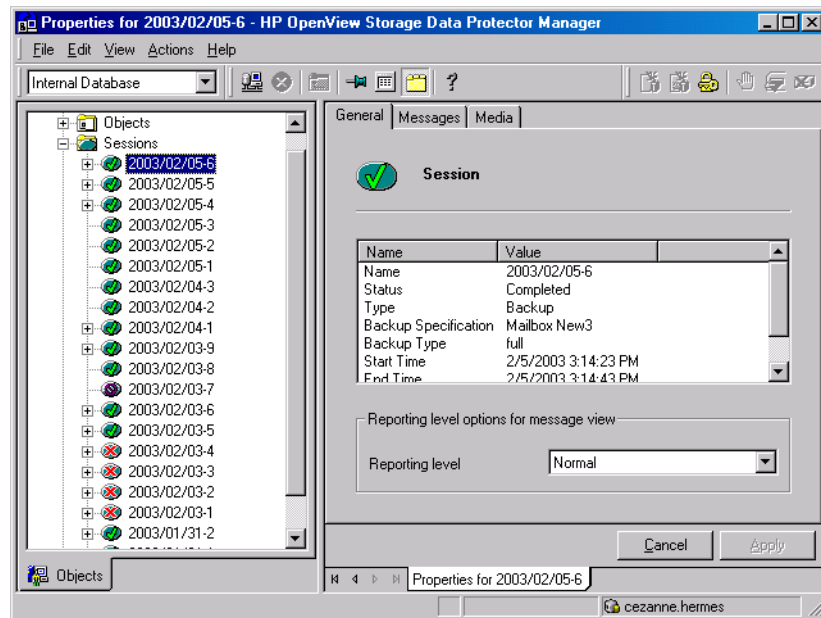 Properties for 2003/02/05-6 - HP OpenView Storage Data Protector Manager
File Edit View Actions Help
Internal Database
Objects
Sessions
2003/02/05-6
2003/02/05-5
2003/02/05-4
2003/02/05-3
2003/02/05-2
2003/02/05-1
2003/02/04-3
2003/02/04-2
2003/02/04-1
2003/02/03-9
2003/02/03-8
2003/02/03-7
2003/02/03-6
2003/02/03-5
2003/02/03-4
2003/02/03-3
2003/02/03-2
2003/02/03-1
2003/01/31-2
Objects
General Messages Media
Session
Name Value
Name 2003/02/05-6
Status Completed
Type Backup
Backup Specification Mailbox New3
Backup Type full
Start Time 2/5/2003 3:14:23 PM
End Time 2/5/2003 3:14:43 PM
Reporting level options for message view
Reporting level Normal
Cancel Apply
Properties for 2003/02/05-6
cezanne.hermes